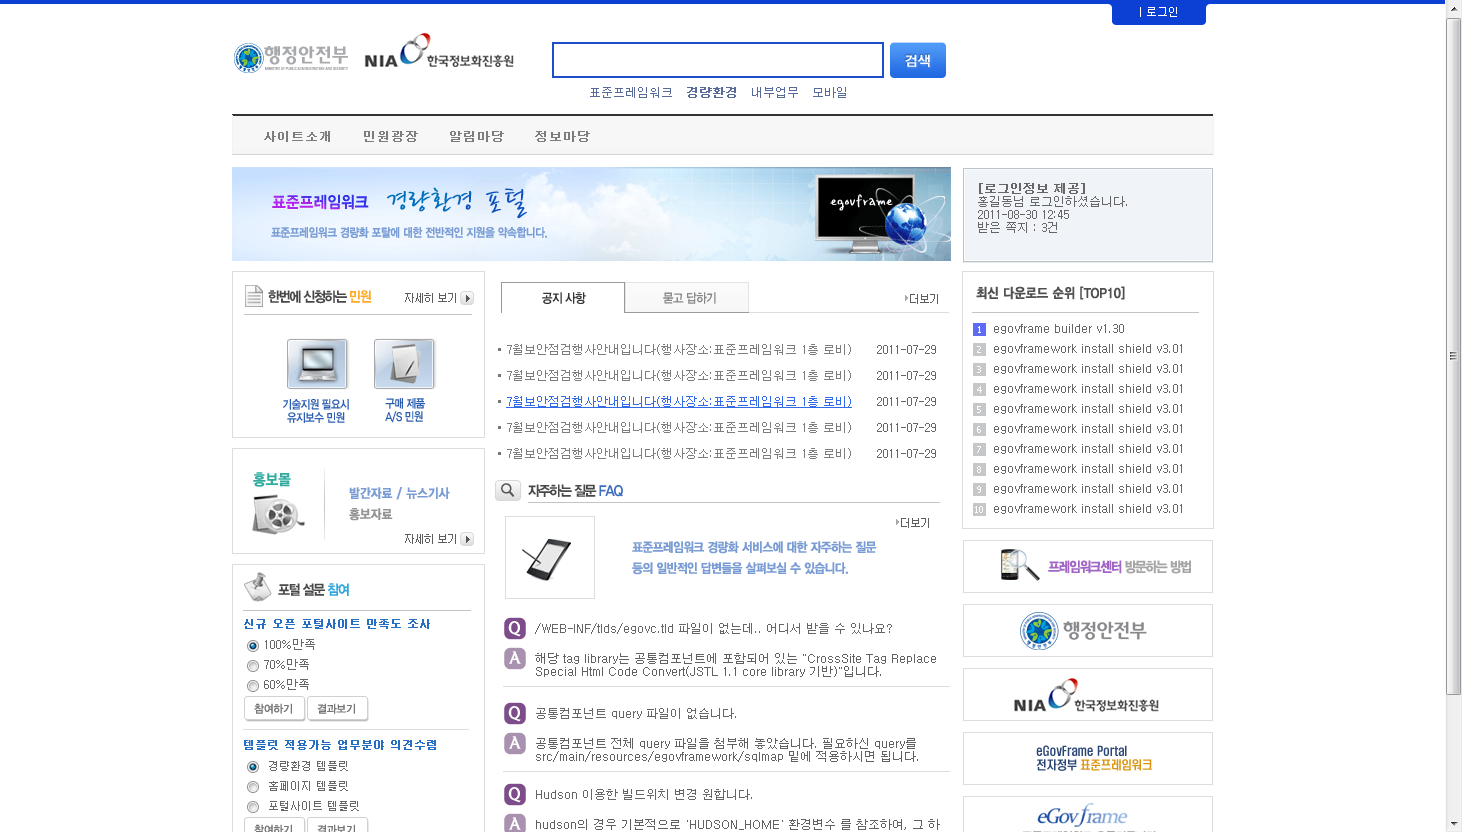 | 로그인
행정안전부
NIA 한국정보화진흥원
검색
표준프레임워크 경량환경 내부업무 모바일
사이트소개 민원광장 알림마당 정보마당
표준프레임워크 경량환경 포털
표준프레임워크 경량화 포탈에 대한 전반적인 지원을 약속합니다.
egovframe
[로그인정보 제공]
홍길동님 로그인하셨습니다.
2011-08-30 12:45
받은 쪽지 : 3건
한번에 신청하는 민원
자세히 보기
기술지원 필요시
유지보수 민원
구매 제품
A/S 민원
홍보몰
발간자료 / 뉴스기사
홍보자료
자세히 보기
포털 설문 참여
신규 오픈 포털사이트 만족도 조사
100%만족
70%만족
60%만족
참여하기 결과보기
템플릿 적용가능 업무분야 의견수렴
경량환경 템플릿
홈페이지 템플릿
포털사이트 템플릿
참여하기 결과보기
공지 사항 묻고 답하기
더보기
7월보안점검행사안내입니다(행사장소:표준프레임워크 1층 로비) 2011-07-29
7월보안점검행사안내입니다(행사장소:표준프레임워크 1층 로비) 2011-07-29
7월보안점검행사안내입니다(행사장소:표준프레임워크 1층 로비) 2011-07-29
7월보안점검행사안내입니다(행사장소:표준프레임워크 1층 로비) 2011-07-29
7월보안점검행사안내입니다(행사장소:표준프레임워크 1층 로비) 2011-07-29
자주하는 질문 FAQ
더보기
표준프레임워크 경량화 서비스에 대한 자주하는 질문
등의 일반적인 답변들을 살펴보실 수 있습니다.
Q /WEB-INF/tlds/egovc.tld 파일이 없는데.. 어디서 받을 수 있나요?
A 해당 tag library는 공통컴포넌트에 포함되어 있는 "CrossSite Tag Replace
Special Html Code Convert(JSTL 1.1 core library 기반)"입니다.
Q 공통컴포넌트 query 파일이 없습니다.
A 공통컴포넌트 전체 query 파일을 첨부해 놓았습니다. 필요하신 query를
src/main/resources/egovframework/sqlmap 밑에 적용하시면 됩니다.
Q Hudson 이용한 빌드위치 변경 원합니다.
A hudson의 경우 기본적으로 'HUDSON_HOME' 환경변수 를 참조하여, 그 하
최신 다운로드 순위 [TOP10]
1 egovframe builder v1.30
2 egovframework install shield v3.01
3 egovframework install shield v3.01
4 egovframework install shield v3.01
5 egovframework install shield v3.01
6 egovframework install shield v3.01
7 egovframework install shield v3.01
8 egovframework install shield v3.01
9 egovframework install shield v3.01
10 egovframework install shield v3.01
프레임워크센터 방문하는 방법
행정안전부
NIA 한국정보화진흥원
eGovFrame Portal
전자정부 표준프레임워크
eGovframe